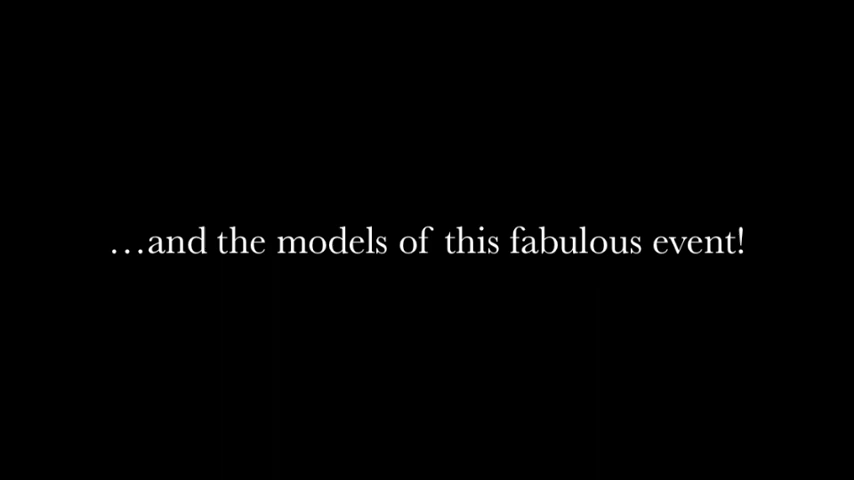 …and the models of this fabulous event!